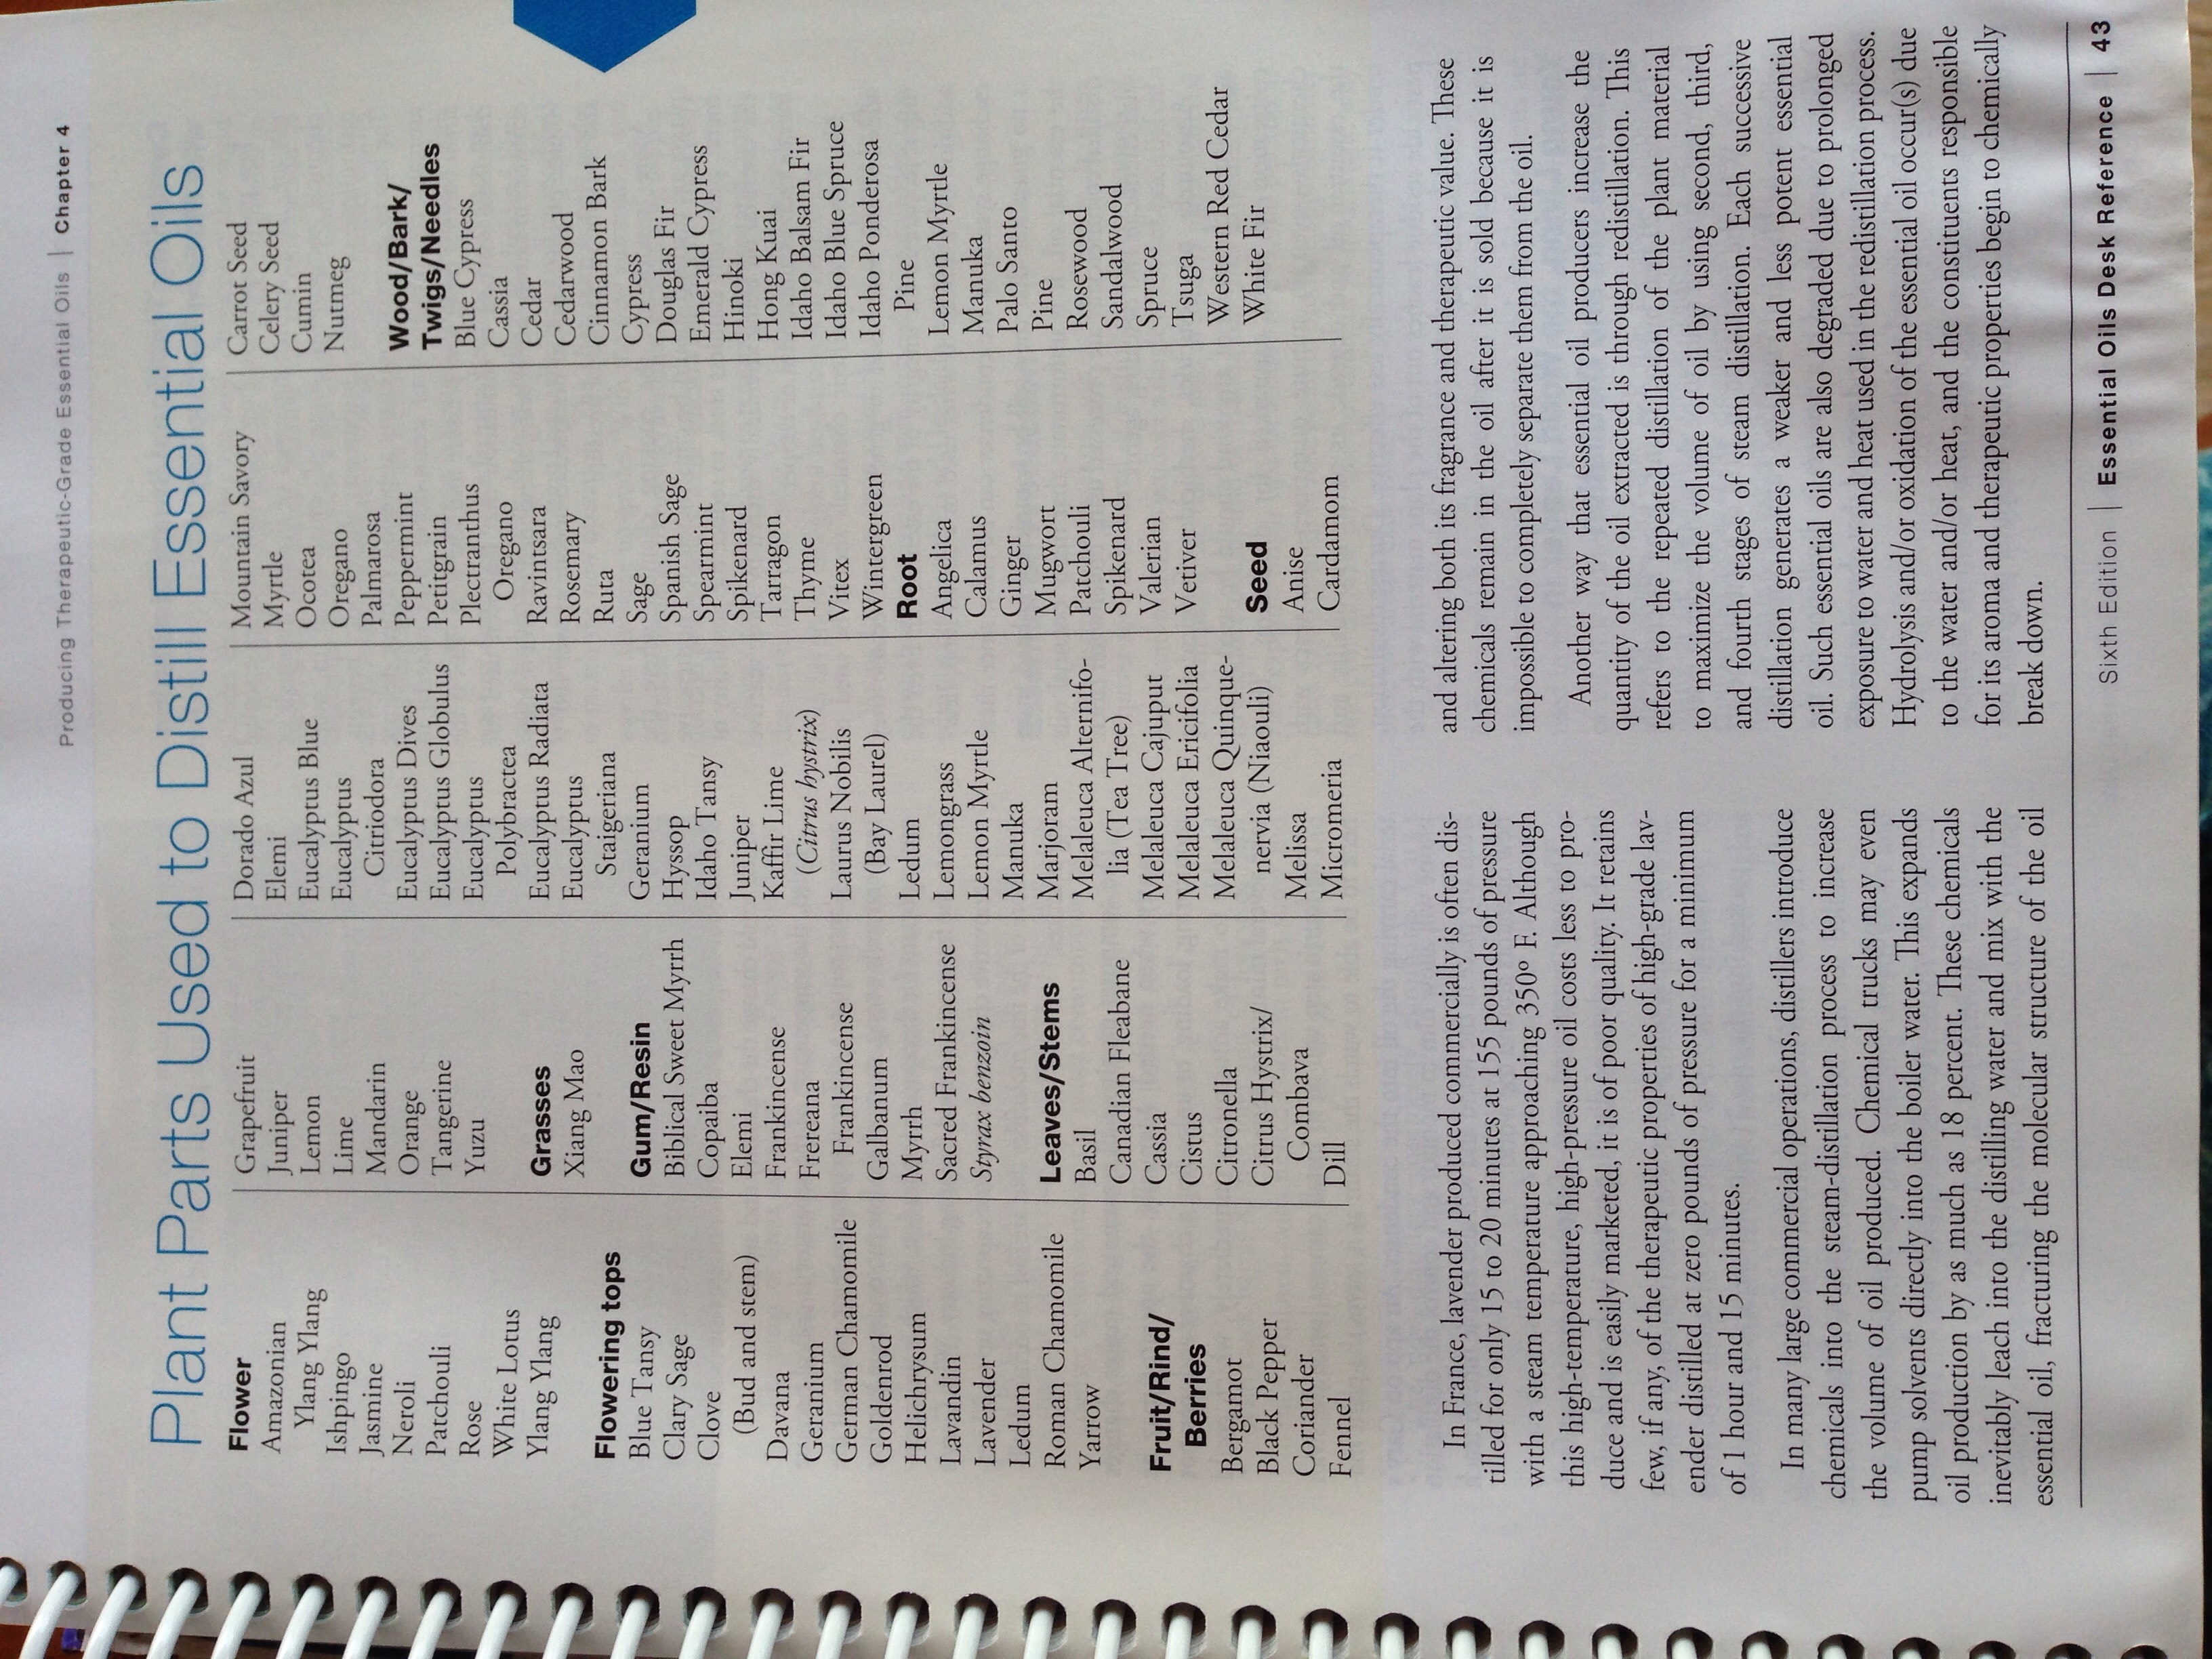 Producing Therapeutic-Grade Essential Oils | Chapter 4
Plant Parts Used to Distill Essential Oils
Flower
Amazonian
Ylang Ylang
Ishpingo
Jasmine
Neroli
Patchouli
Rose
White Lotus
Ylang Ylang
Flowering tops
Blue Tansy
Clary Sage
Clove
(Bud and stem)
Davana
Geranium
German Chamomile
Goldenrod
Helichrysum
Lavandin
Lavender
Ledum
Roman Chamomile
Yarrow
Fruit/Rind/
Berries
Bergamot
Black Pepper
Coriander
Fennel
Grapefruit
Juniper
Lemon
Lime
Mandarin
Orange
Tangerine
Yuzu
Grasses
Xiang Mao
Gum/Resin
Biblical Sweet Myrrh
Copaiba
Elemi
Frankincense
Frereana
Frankincense
Galbanum
Myrrh
Sacred Frankincense
Styrax benzoin
Leaves/Stems
Basil
Canadian Fleabane
Cassia
Cistus
Citronella
Citrus Hystrix/
Combava
Dill
Dorado Azul
Elemi
Eucalyptus Blue
Eucalyptus
Citriodora
Eucalyptus Dives
Eucalyptus Globulus
Eucalyptus
Polybractea
Eucalyptus Radiata
Eucalyptus
Staigeriana
Geranium
Hyssop
Idaho Tansy
Juniper
Kaffir Lime
(Citrus hystrix)
Laurus Nobilis
(Bay Laurel)
Ledum
Lemongrass
Lemon Myrtle
Manuka
Marjoram
Melaleuca Alternifo-
lia (Tea Tree)
Melaleuca Cajuput
Melaleuca Ericifolia
Melaleuca Quinque-
nervia (Niaouli)
Melissa
Micromeria
Mountain Savory
Myrtle
Ocotea
Oregano
Palmarosa
Peppermint
Petitgrain
Plectranthus
Oregano
Ravintsara
Rosemary
Ruta
Sage
Spanish Sage
Spearmint
Spikenard
Tarragon
Thyme
Vitex
Wintergreen
Root
Angelica
Calamus
Ginger
Mugwort
Patchouli
Spikenard
Valerian
Vetiver
Seed
Anise
Cardamom
Carrot Seed
Celery Seed
Cumin
Nutmeg
Wood/Bark/
Twigs/Needles
Blue Cypress
Cassia
Cedar
Cedarwood
Cinnamon Bark
Cypress
Douglas Fir
Emerald Cypress
Hinoki
Hong Kuai
Idaho Balsam Fir
Idaho Blue Spruce
Idaho Ponderosa
Pine
Lemon Myrtle
Manuka
Palo Santo
Pine
Rosewood
Sandalwood
Spruce
Tsuga
Western Red Cedar
White Fir
In France, lavender produced commercially is often dis-
tilled for only 15 to 20 minutes at 155 pounds of pressure
with a steam temperature approaching 350º F. Although
this high-temperature, high-pressure oil costs less to pro-
duce and is easily marketed, it is of poor quality. It retains
few, if any, of the therapeutic properties of high-grade lav-
ender distilled at zero pounds of pressure for a minimum
of 1 hour and 15 minutes.
In many large commercial operations, distillers introduce
chemicals into the steam-distillation process to increase
the volume of oil produced. Chemical trucks may even
pump solvents directly into the boiler water. This expands
oil production by as much as 18 percent. These chemicals
inevitably leach into the distilling water and mix with the
essential oil, fracturing the molecular structure of the oil
and altering both its fragrance and therapeutic value. These
chemicals remain in the oil after it is sold because it is
impossible to completely separate them from the oil.
Another way that essential oil producers increase the
quantity of the oil extracted is through redistillation. This
refers to the repeated distillation of the plant material
to maximize the volume of oil by using second, third,
and fourth stages of steam distillation. Each successive
distillation generates a weaker and less potent essential
oil. Such essential oils are also degraded due to prolonged
exposure to water and heat used in the redistillation process.
Hydrolysis and/or oxidation of the essential oil occur(s) due
to the water and/or heat, and the constituents responsible
for its aroma and therapeutic properties begin to chemically
break down.
Sixth Edition | Essential Oils Desk Reference | 43